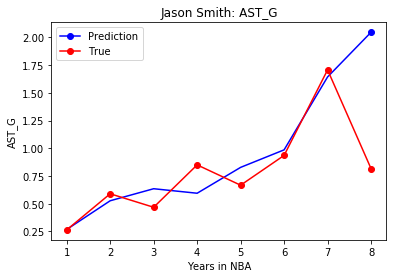 Jason Smith: AST_G
Prediction
True
AST_G
2.00
1.75
1.50
1.25
1.00
0.75
0.50
0.25
1 2 3 4 5 6 7 8
Years in NBA